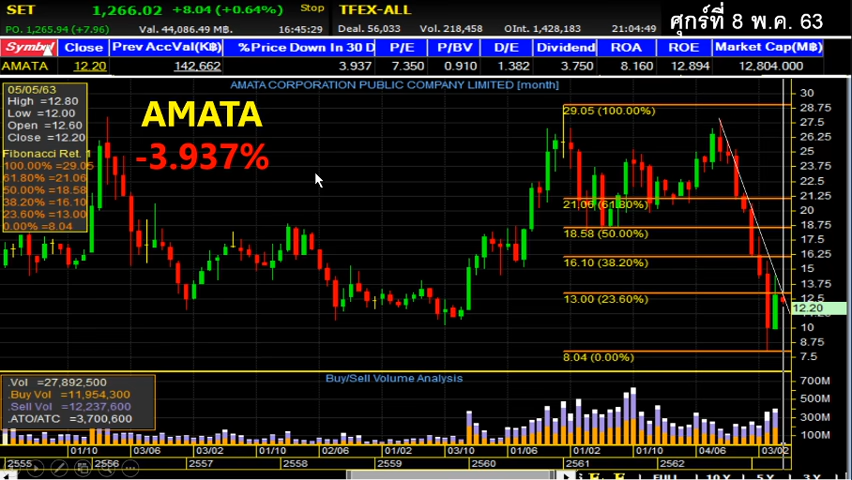 SET 1,266.02 +8.04 (+0.64%) Stop TFEX-ALL
ศุกร์ที่ 8 พ.ค. 63
PO. 1,265.94 (+7.96) Val. 44,086.49 MB. 16:45:29 Deal. 56,033 Vol. 218,458 OInt. 1,428,183 21:04:49
Symbol Close Prev AccVal(K฿) %Price Down In 30 D P/E P/BV D/E Dividend ROA ROE Market Cap(M฿)
AMATA 12.20 142,662 3.937 7.350 0.910 1.382 3.750 8.160 12.894 12,804.000
AMATA CORPORATION PUBLIC COMPANY LIMITED [month]
05/05/63
High =12.80
Low =12.00
Open =12.60
Close =12.20
Fibonacci Ret. 1
100.00% =29.05
61.80% =21.06
50.00% =18.58
38.20% =16.10
23.60% =13.00
0.00% =8.04
AMATA
-3.937%
29.05 (100.00%)
21.06 (61.80%)
18.58 (50.00%)
16.10 (38.20%)
13.00 (23.60%)
8.04 (0.00%)
30
28.75
27.5
26.25
25
23.75
22.5
21.25
20
18.75
17.5
16.25
15
13.75
12.5
12.20
10
8.75
7.5
Buy/Sell Volume Analysis
.Vol =27,892,500
.Buy Vol =11,954,300
.Sell Vol =12,237,600
.ATO/ATC =3,700,600
700M
500M
300M
100M
01/10 03/06 03/02 01/10 01/06 02/02 03/10 01/06 01/02 01/10 04/06 03/02
2555 2556 2557 2558 2559 2560 2561 2562